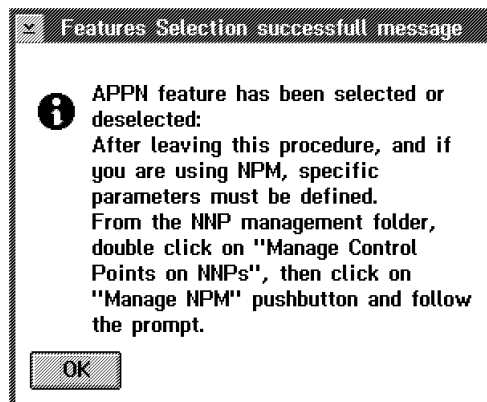 Features Selection successfull message
APPN feature has been selected or
deselected:
After leaving this procedure, and if
you are using NPM, specific
parameters must be defined.
From the NNP management folder,
double click on "Manage Control
Points on NNPs", then click on
"Manage NPM" pushbutton and follow
the prompt.
OK